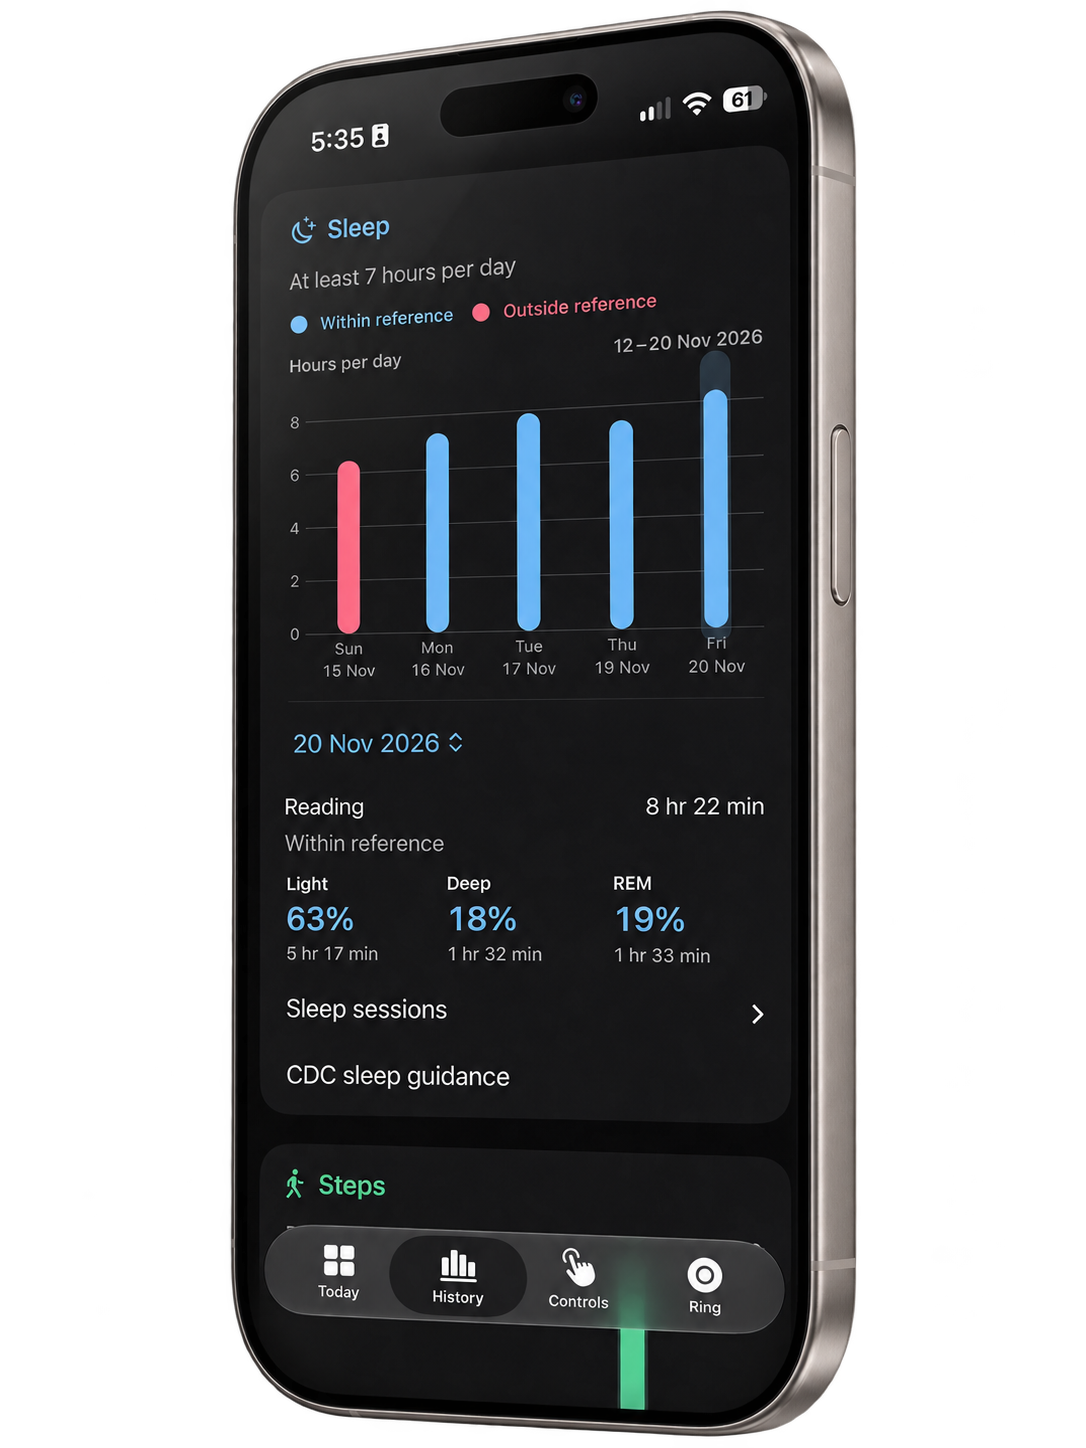 5:35
61
Sleep
At least 7 hours per day
Within reference
Outside reference
12–20 Nov 2026
Hours per day
8
6
4
2
0
Sun
15 Nov
Mon
16 Nov
Tue
17 Nov
Thu
19 Nov
Fri
20 Nov
20 Nov 2026
Reading
8 hr 22 min
Within reference
Light
63%
5 hr 17 min
Deep
18%
1 hr 32 min
REM
19%
1 hr 33 min
Sleep sessions
CDC sleep guidance
Steps
Today
History
Controls
Ring